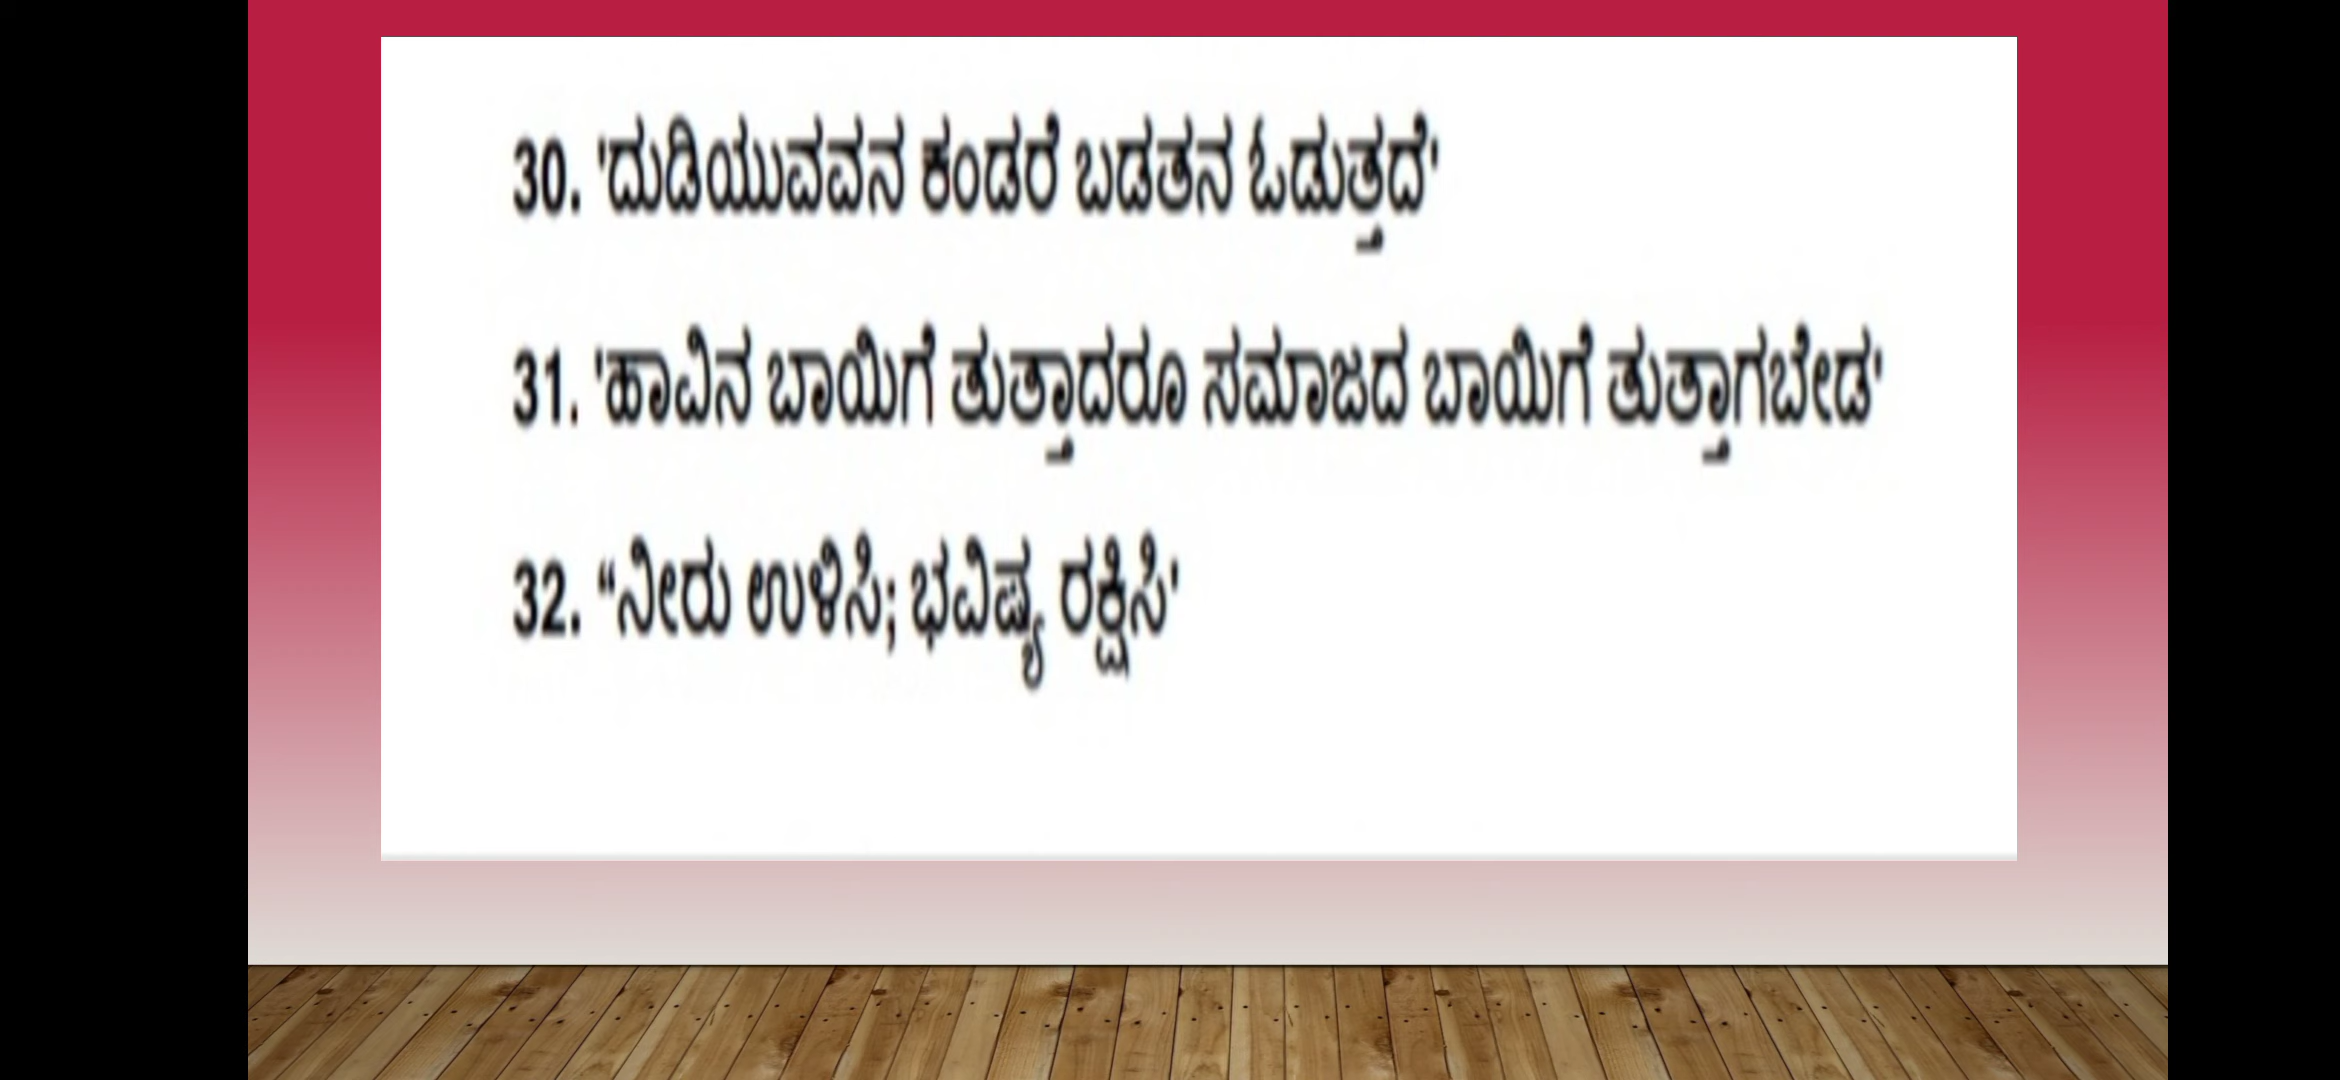 30. 'ದುಡಿಯುವವನ ಕಂಡರೆ ಬಡತನ ಓಡುತ್ತದೆ'
31. 'ಹಾವಿನ ಬಾಯಿಗೆ ತುತ್ತಾದರೂ ಸಮಾಜದ ಬಾಯಿಗೆ ತುತ್ತಾಗಬೇಡ'
32. “ನೀರು ಉಳಿಸಿ; ಭವಿಷ್ಯ ರಕ್ಷಿಸಿ'